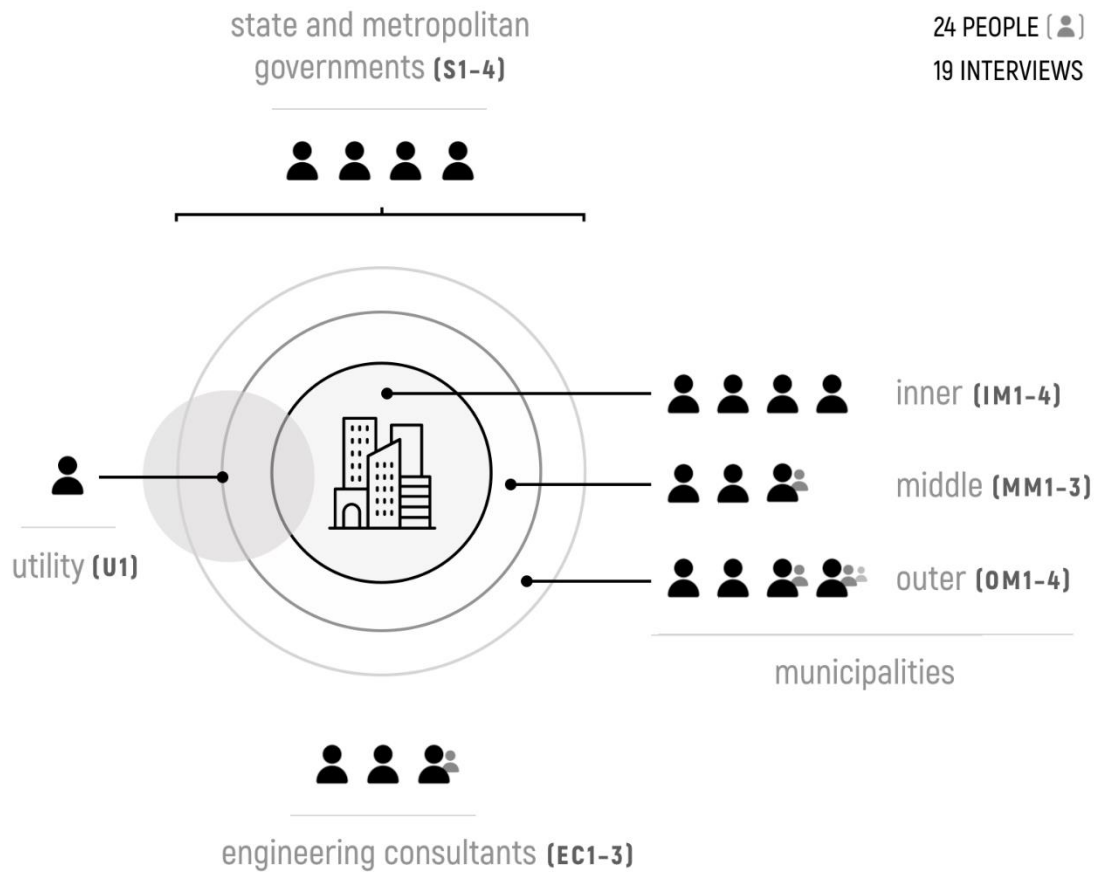 state and metropolitan
governments (S1-4)
24 PEOPLE ( )
19 INTERVIEWS
inner (IM1-4)
middle (MM1-3)
utility (U1)
outer (OM1-4)
municipalities
engineering consultants (EC1-3)